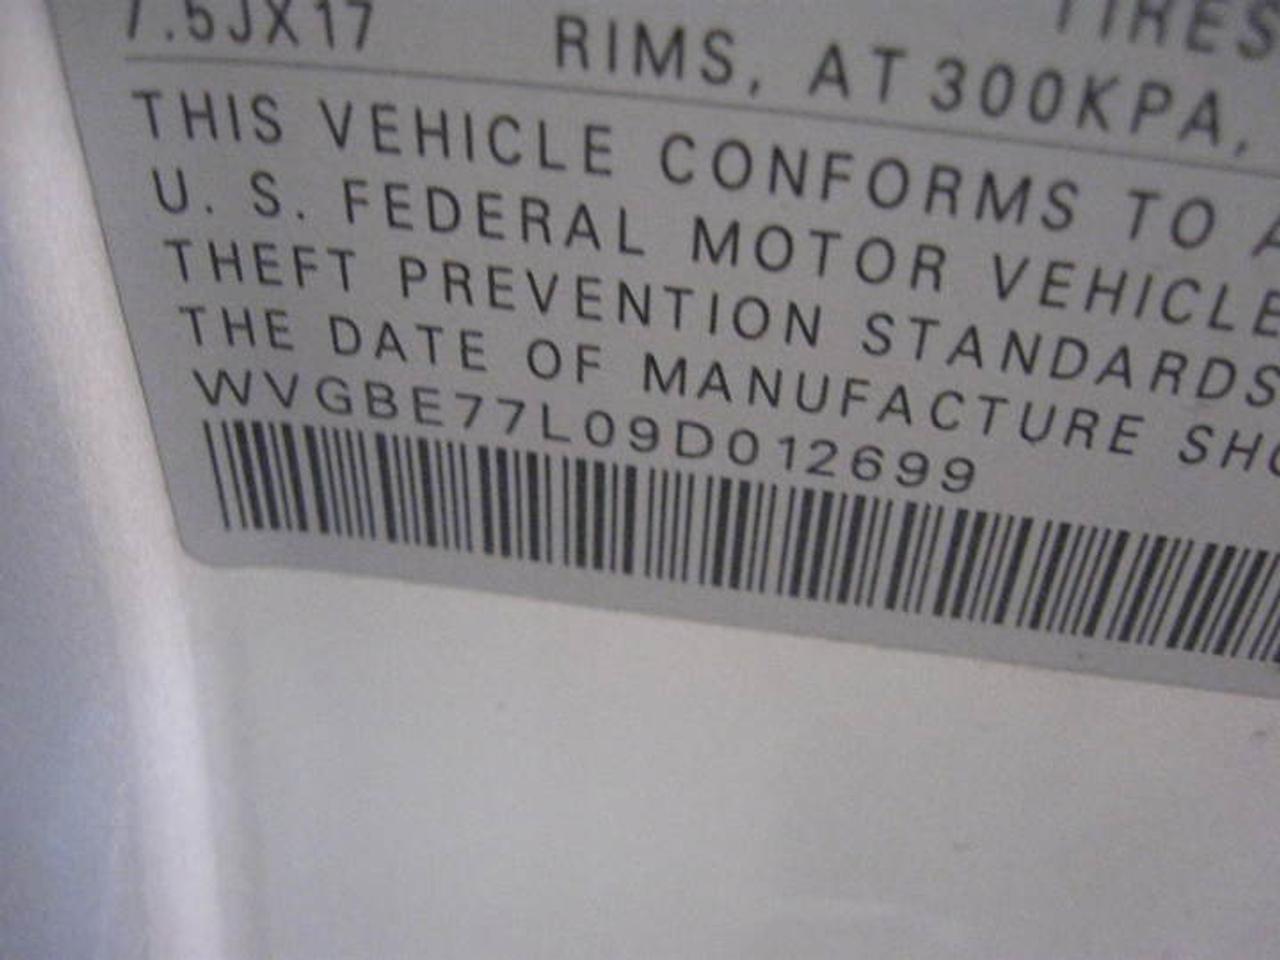 7.5JX17 RIMS, AT 300KPA, TIRES
THIS VEHICLE CONFORMS TO A
U. S. FEDERAL MOTOR VEHICLE
THEFT PREVENTION STANDARDS
THE DATE OF MANUFACTURE SHO
WVGBE77L09D012699